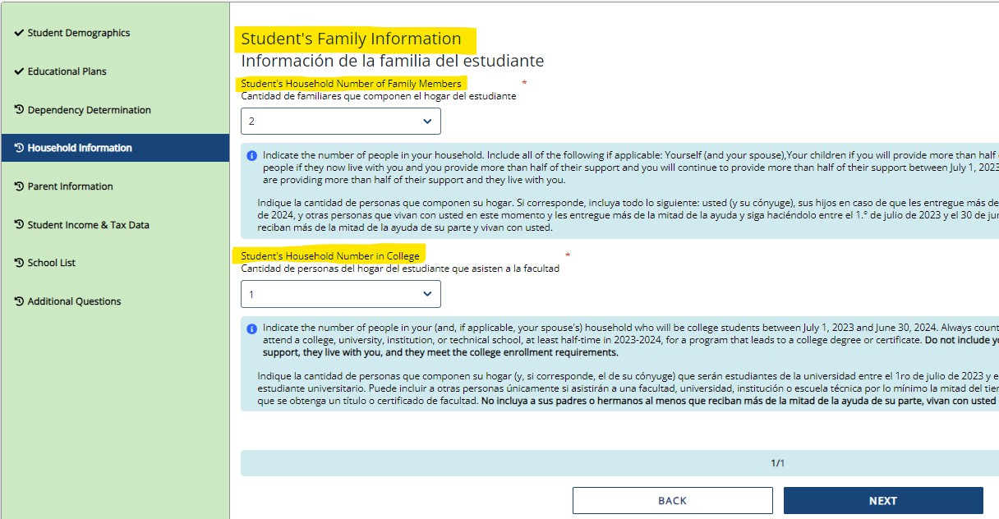 Student Demographics
Educational Plans
Dependency Determination
Household Information
Parent Information
Student Income & Tax Data
School List
Additional Questions
Student's Family Information
Información de la familia del estudiante
Student's Household Number of Family Members *
Cantidad de familiares que componen el hogar del estudiante
2
Indicate the number of people in your household. Include all of the following if applicable: Yourself (and your spouse),Your children if you will provide more than half
people if they now live with you and you provide more than half of their support and you will continue to provide more than half of their support between July 1, 2023
are providing more than half of their support and they live with you.
Indique la cantidad de personas que componen su hogar. Si corresponde, incluya todo lo siguiente: usted (y su cónyuge), sus hijos en caso de que les entregue más de
de 2024, y otras personas que vivan con usted en este momento y les entregue más de la mitad de la ayuda y siga haciéndolo entre el 1.º de julio de 2023 y el 30 de jun
reciban más de la mitad de la ayuda de su parte y vivan con usted.
Student's Household Number in College *
Cantidad de personas del hogar del estudiante que asisten a la facultad
1
Indicate the number of people in your (and, if applicable, your spouse's) household who will be college students between July 1, 2023 and June 30, 2024. Always count
attend a college, university, institution, or technical school, at least half-time in 2023-2024, for a program that leads to a college degree or certificate. Do not include yo
support, they live with you, and they meet the college enrollment requirements.
Indique la cantidad de personas que componen su hogar (y, si corresponde, el de su cónyuge) que serán estudiantes de la universidad entre el 1ro de julio de 2023 y e
estudiante universitario. Puede incluir a otras personas únicamente si asistirán a una facultad, universidad, institución o escuela técnica por lo mínimo la mitad del tien
que se obtenga un título o certificado de facultad. No incluya a sus padres o hermanos al menos que reciban más de la mitad de la ayuda de su parte, vivan con usted
1/1
BACK
NEXT